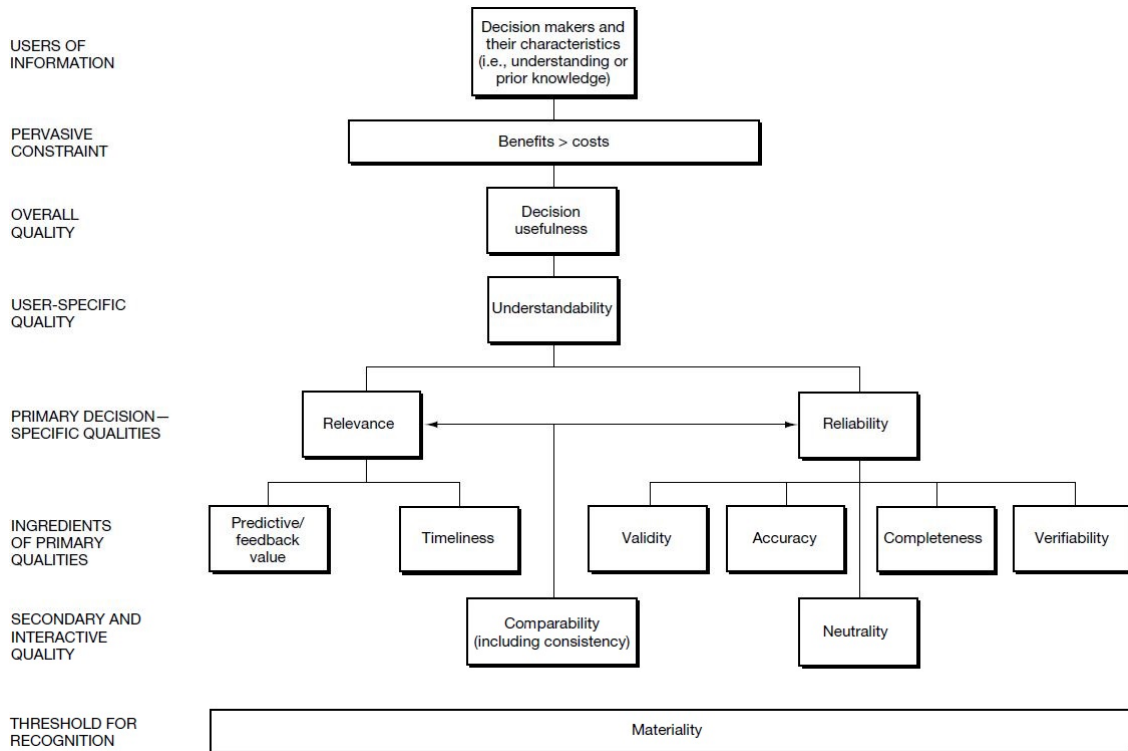 USERS OF
INFORMATION
Decision makers and
their characteristics
(i.e., understanding or
prior knowledge)
PERVASIVE
CONSTRAINT
Benefits > costs
OVERALL
QUALITY
Decision
usefulness
USER-SPECIFIC
QUALITY
Understandability
PRIMARY DECISION—
SPECIFIC QUALITIES
Relevance
Reliability
INGREDIENTS
OF PRIMARY
QUALITIES
Predictive/
feedback
value
Timeliness
Validity
Accuracy
Completeness
Verifiability
SECONDARY AND
INTERACTIVE
QUALITY
Comparability
(including consistency)
Neutrality
THRESHOLD FOR
RECOGNITION
Materiality